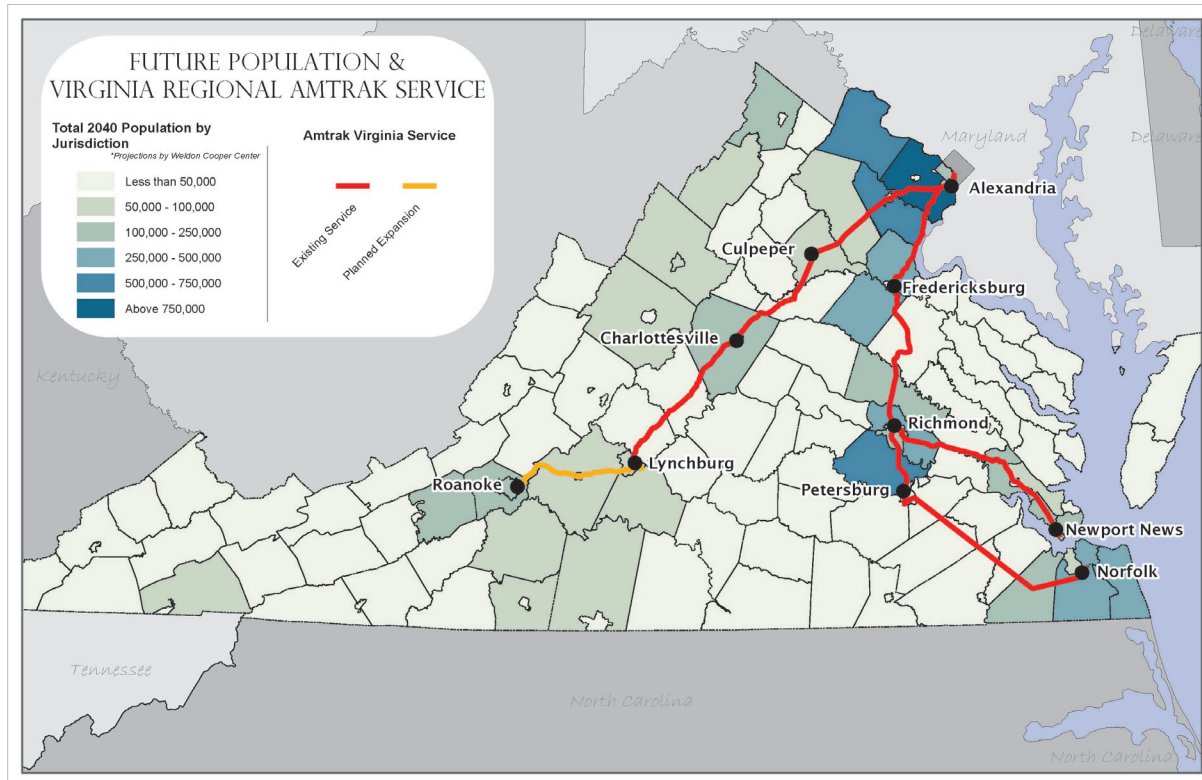 FUTURE POPULATION &
VIRGINIA REGIONAL AMTRAK SERVICE
Total 2040 Population by
Jurisdiction
*Projections by Weldon Cooper Center
Less than 50,000
50,000 - 100,000
100,000 - 250,000
250,000 - 500,000
500,000 - 750,000
Above 750,000
Amtrak Virginia Service
Existing Service
Planned Expansion
Delaware
Maryland
Delaware
Alexandria
Culpeper
Fredericksburg
Charlottesville
Kentucky
Richmond
Lynchburg
Roanoke
Petersburg
Newport News
Norfolk
Tennessee
North Carolina
North Carolina